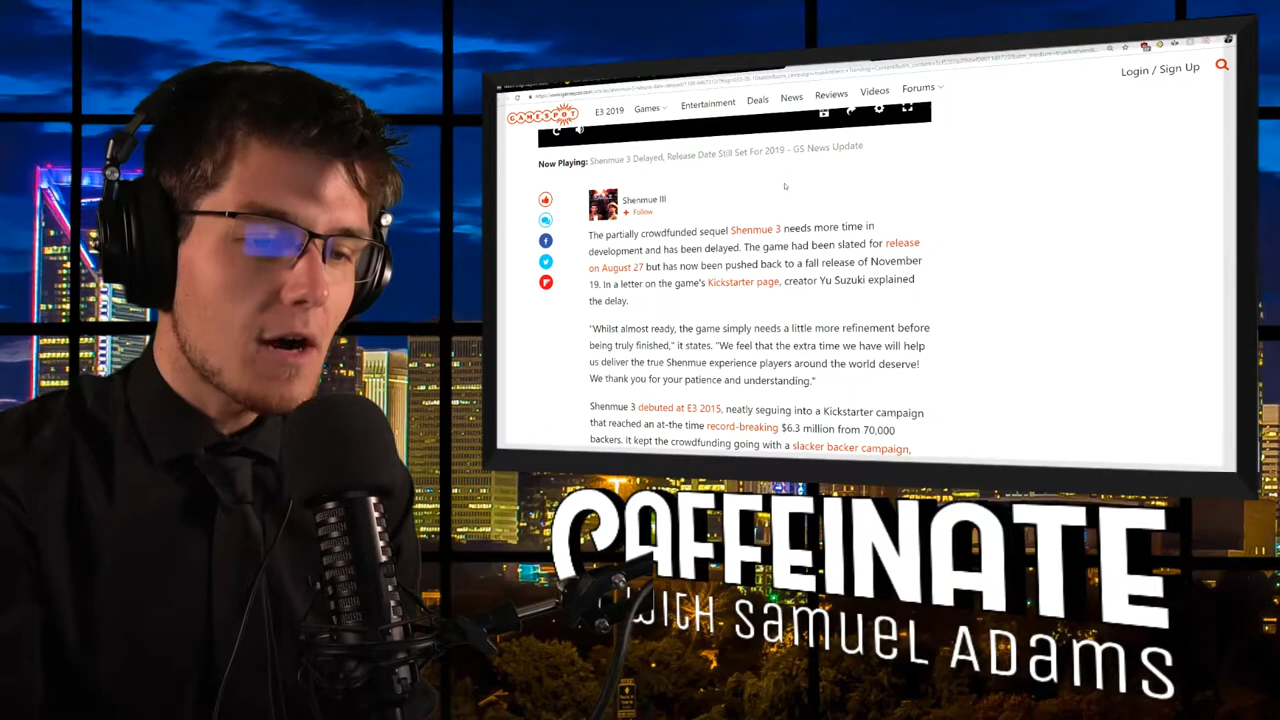 Login / Sign Up
GAMESPOT
E3 2019 Games Entertainment Deals News Reviews Videos Forums
Now Playing: Shenmue 3 Delayed, Release Date Still Set For 2019 - GS News Update
Shenmue III
+ Follow
The partially crowdfunded sequel Shenmue 3 needs more time in
development and has been delayed. The game had been slated for release
on August 27 but has now been pushed back to a fall release of November
19. In a letter on the game's Kickstarter page, creator Yu Suzuki explained
the delay.
"Whilst almost ready, the game simply needs a little more refinement before
being truly finished," it states. "We feel that the extra time we have will help
us deliver the true Shenmue experience players around the world deserve!
We thank you for your patience and understanding."
Shenmue 3 debuted at E3 2015, neatly seguing into a Kickstarter campaign
that reached an at-the time record-breaking $6.3 million from 70,000
backers. It kept the crowdfunding going with a slacker backer campaign,
CAFFEINATE
WITH SAMUEL ADAMS